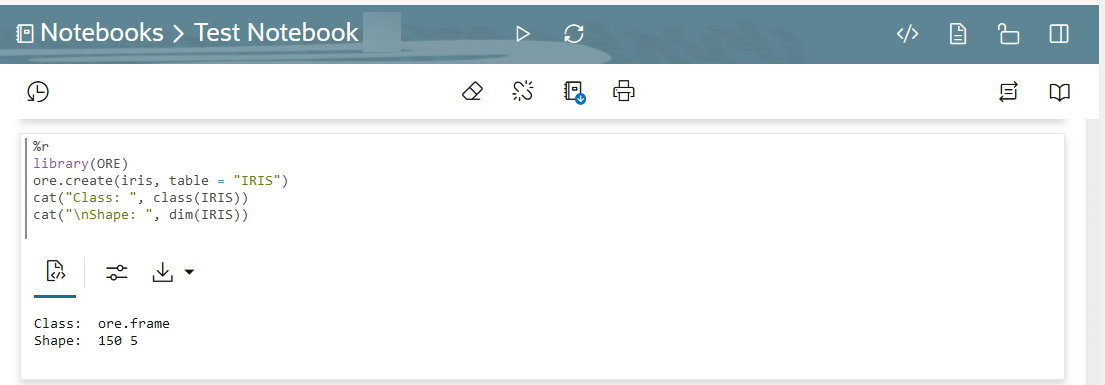 Notebooks > Test Notebook
%r
library(ORE)
ore.create(iris, table = "IRIS")
cat("Class: ", class(IRIS))
cat("\nShape: ", dim(IRIS))
Class:  ore.frame
Shape:  150 5